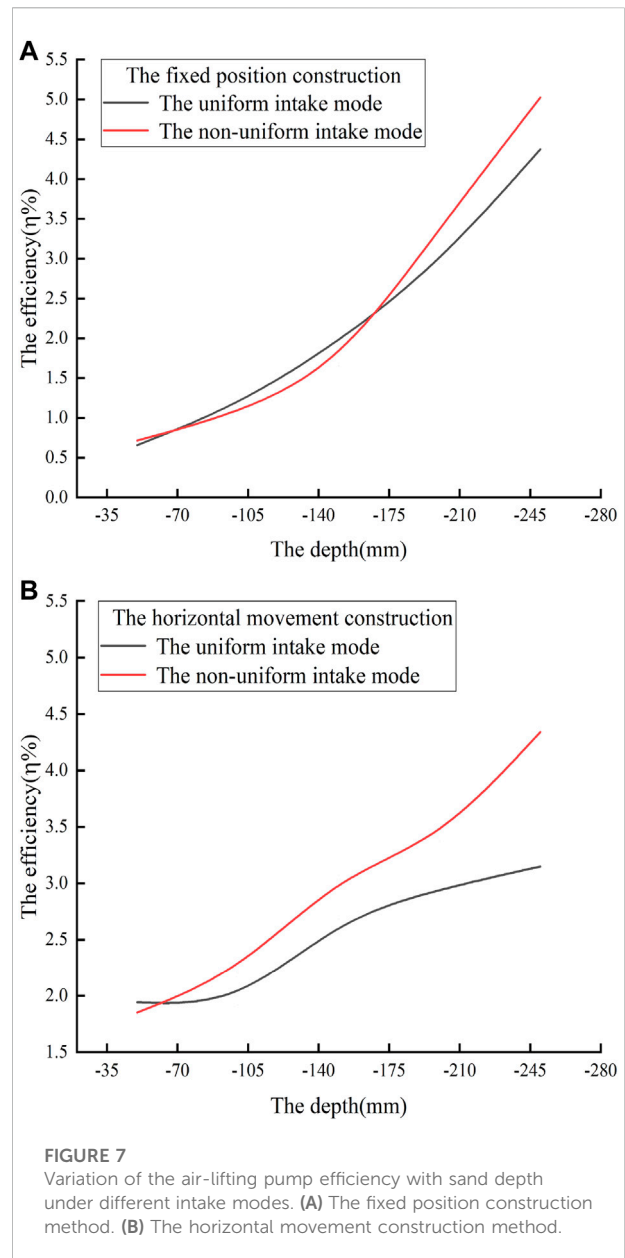 A
The fixed position construction
The uniform intake mode
The non-uniform intake mode
The efficiency(η%)
5.5
5.0
4.5
4.0
3.5
3.0
2.5
2.0
1.5
1.0
0.5
0.0
-35 -70 -105 -140 -175 -210 -245 -280
The depth(mm)
B
The horizontal movement construction
The uniform intake mode
The non-uniform intake mode
The efficiency(η%)
5.5
5.0
4.5
4.0
3.5
3.0
2.5
2.0
1.5
-35 -70 -105 -140 -175 -210 -245 -280
The depth(mm)
FIGURE 7
Variation of the air-lifting pump efficiency with sand depth
under different intake modes. (A) The fixed position construction
method. (B) The horizontal movement construction method.